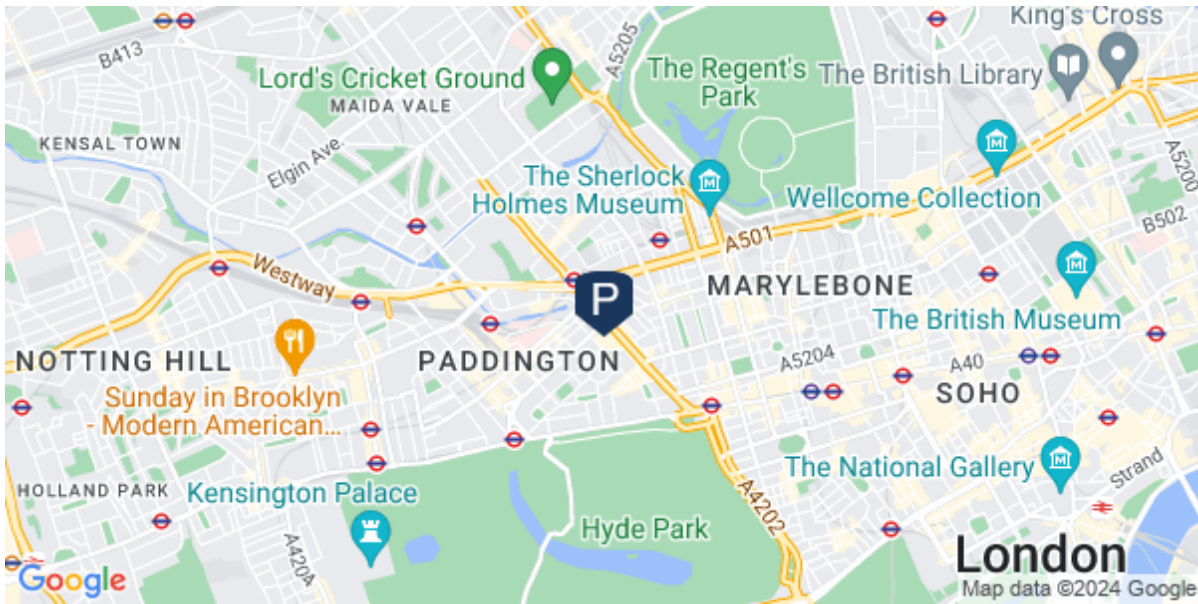 King's Cross
B413
A5205
Lord's Cricket Ground
The Regent's
Park
The British Library
MAIDA VALE
KENSAL TOWN
Elgin Ave.
A5200
The Sherlock
Holmes Museum
Wellcome Collection
B502
A501
Westway
MARYLEBONE
P
The British Museum
NOTTING HILL
PADDINGTON
A5204
A40
SOHO
Sunday in Brooklyn
- Modern American...
The National Gallery
Strand
HOLLAND PARK
Kensington Palace
A4202
Hyde Park
A420A
London
Google
Map data ©2024 Google